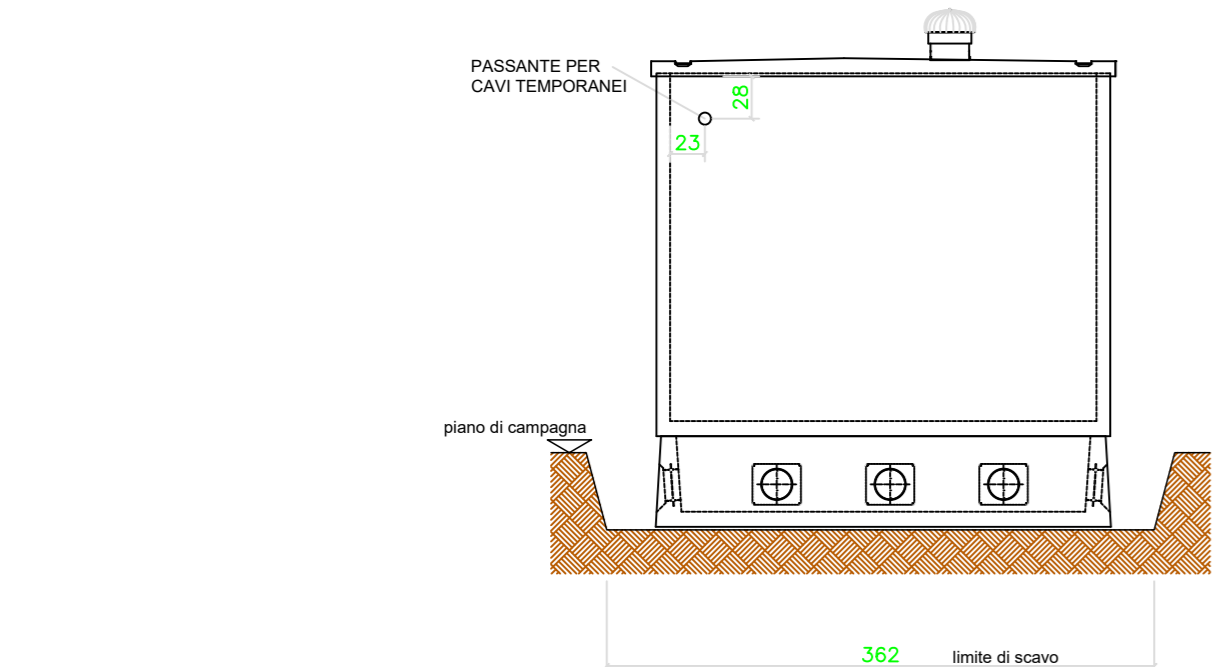 PASSANTE PER
CAVI TEMPORANEI
28
23
piano di campagna
362
limite di scavo